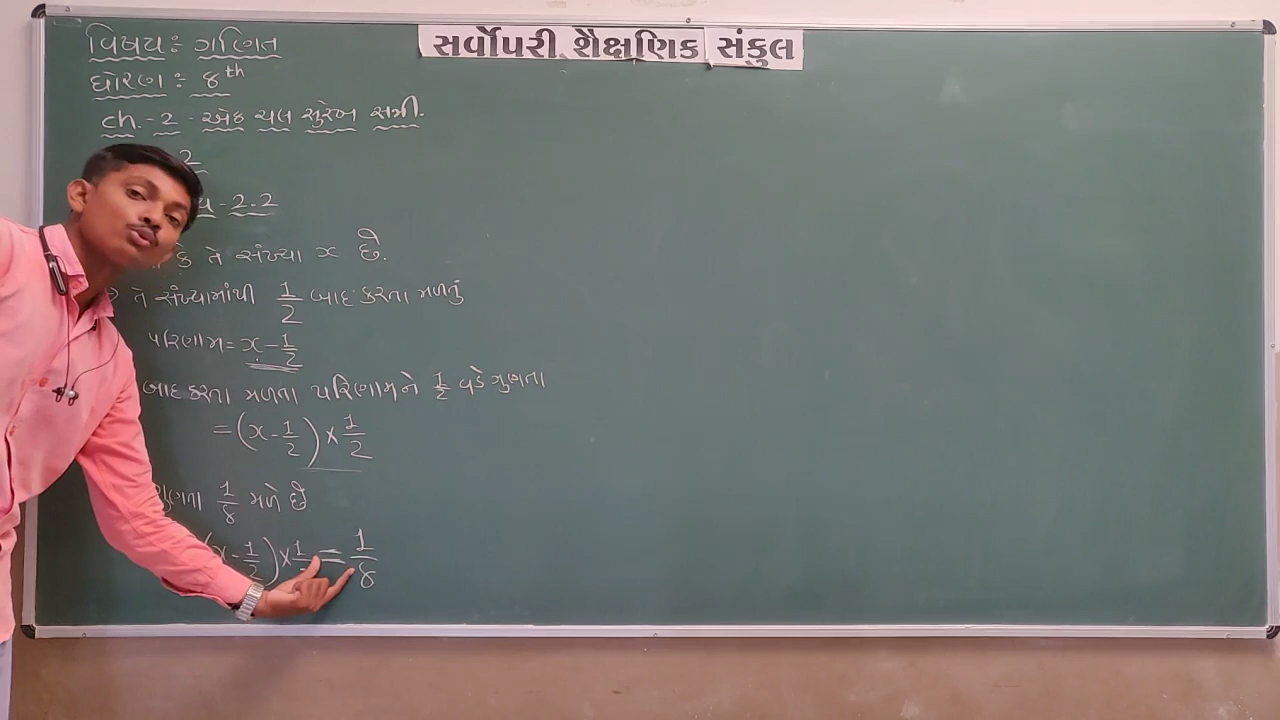 સર્વોપરી શૈક્ષણિક સંકુલ
વિષય : ગણિત
ધોરણ : ૮th
ch. - 2 - એક ચલ સુરેખ સમી.
2
2.2
કે તે સંખ્યા x છે.
તે સંખ્યામાંથી 1/2 બાદ કરતા મળતું
પરિણામ = x - 1/2
બાદ કરતા મળતા પરિણામને 1/2 વડે ગુણતા
= (x - 1/2) × 1/2
ગુણતા 1/8 મળે છે.
(x - 1/2) × 1 = 1/8